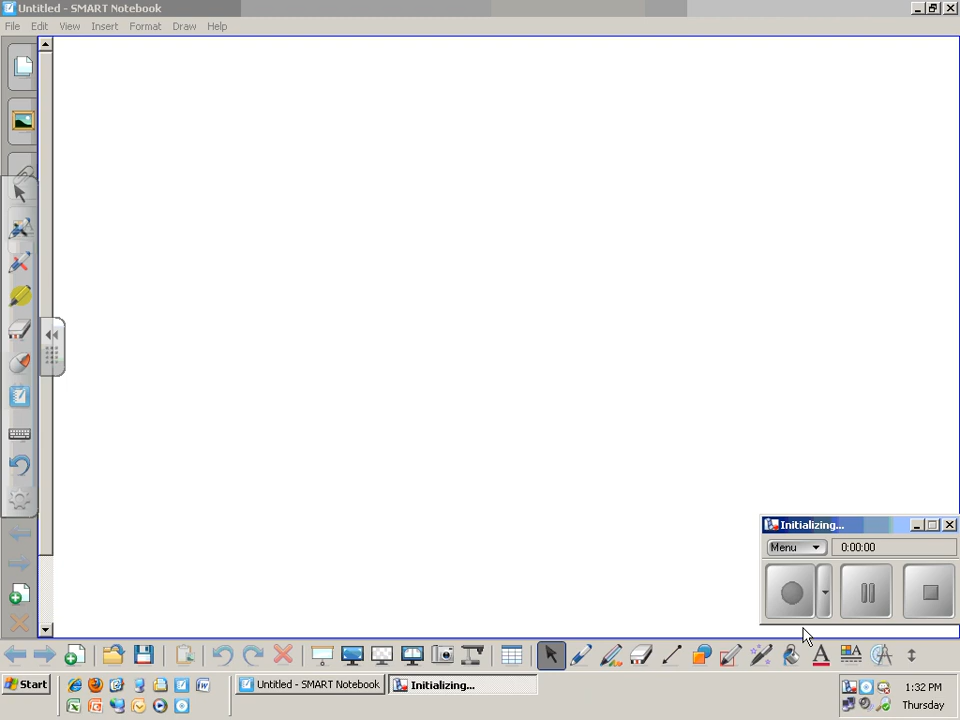 Untitled - SMART Notebook
File Edit View Insert Format Draw Help
Initializing...
Menu 0:00:00
Start Untitled - SMART Notebook Initializing... 1:32 PM
Thursday